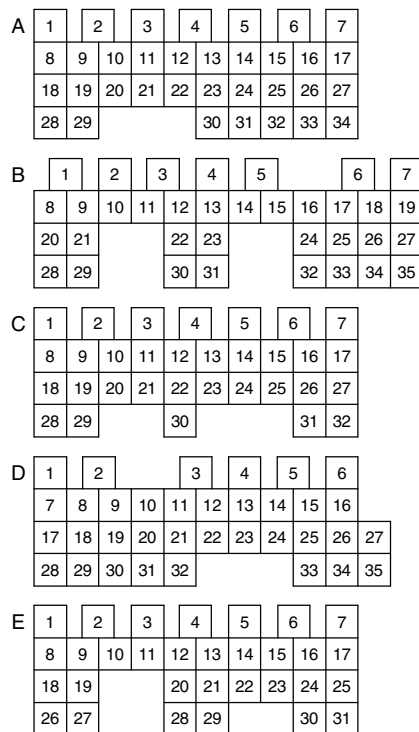 A 1 2 3 4 5 6 7
8 9 10 11 12 13 14 15 16 17
18 19 20 21 22 23 24 25 26 27
28 29 30 31 32 33 34
B 1 2 3 4 5 6 7
8 9 10 11 12 13 14 15 16 17 18 19
20 21 22 23 24 25 26 27
28 29 30 31 32 33 34 35
C 1 2 3 4 5 6 7
8 9 10 11 12 13 14 15 16 17
18 19 20 21 22 23 24 25 26 27
28 29 30 31 32
D 1 2 3 4 5 6
7 8 9 10 11 12 13 14 15 16
17 18 19 20 21 22 23 24 25 26 27
28 29 30 31 32 33 34 35
E 1 2 3 4 5 6 7
8 9 10 11 12 13 14 15 16 17
18 19 20 21 22 23 24 25
26 27 28 29 30 31